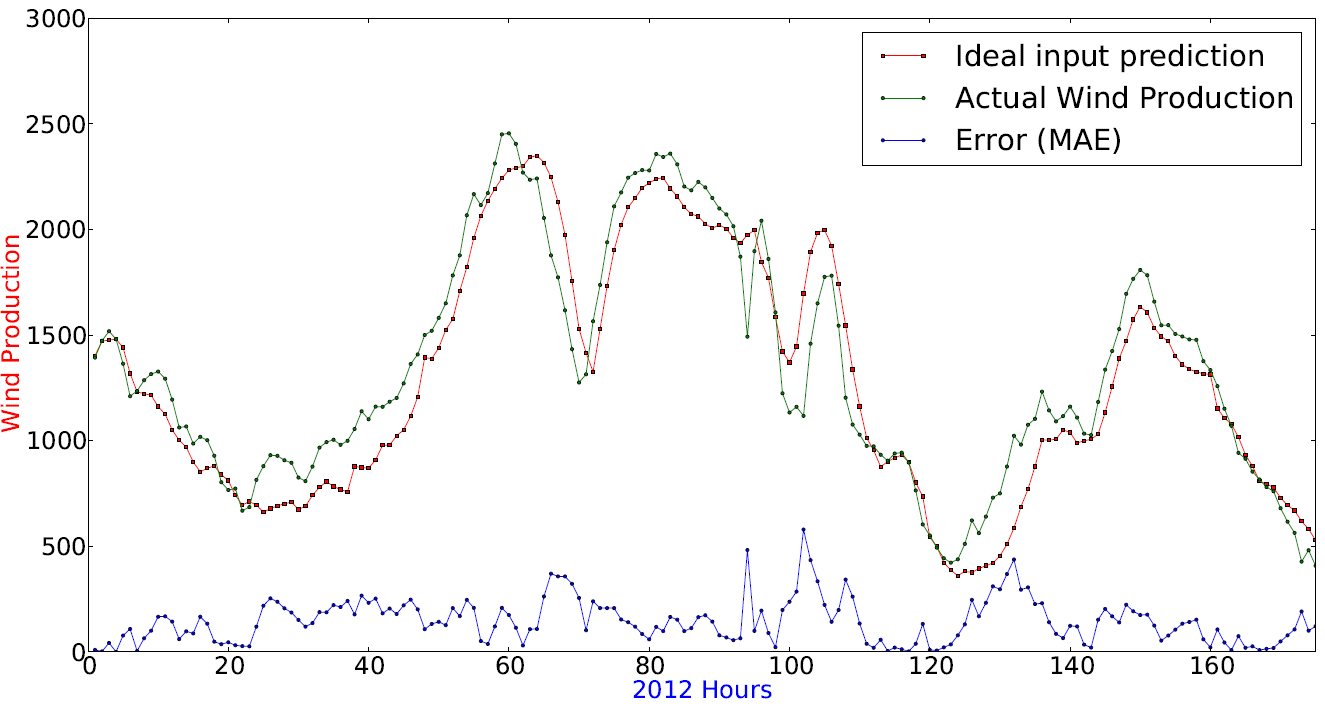 3000
2500
2000
1500
1000
500
0
Wind Production
Ideal input prediction
Actual Wind Production
Error (MAE)
0 20 40 60 80 100 120 140 160
2012 Hours